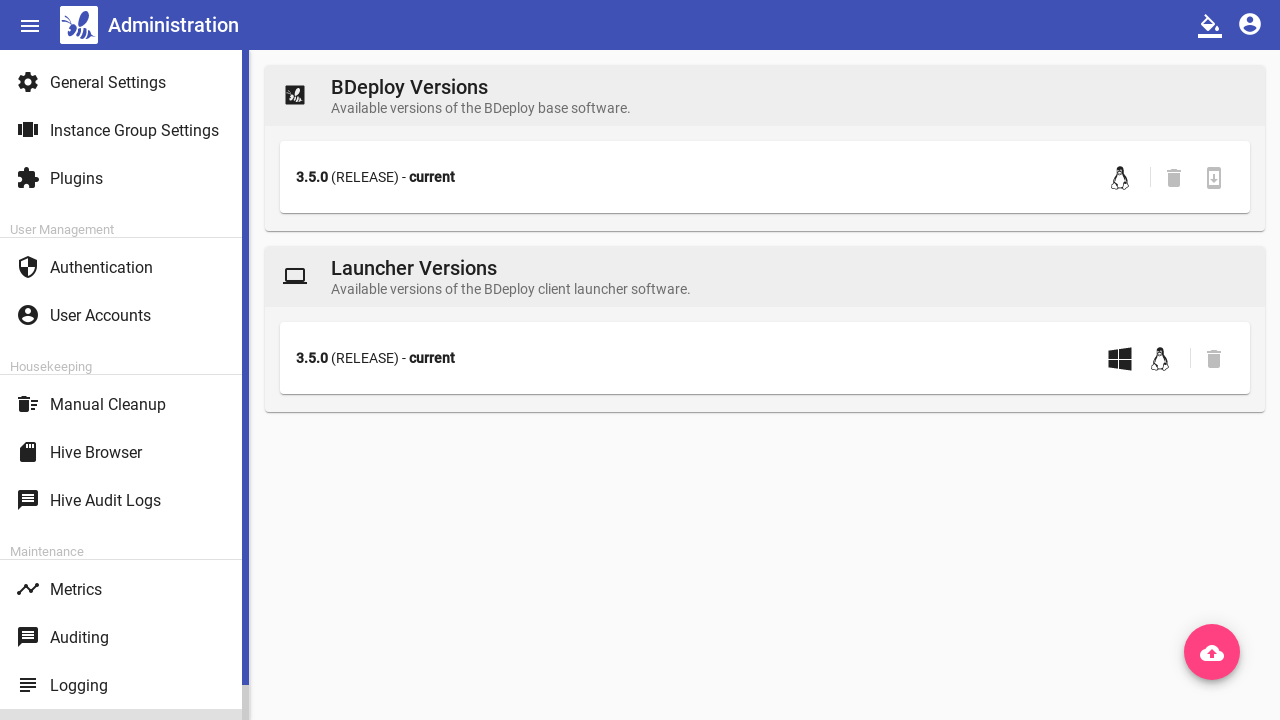 Administration
General Settings
Instance Group Settings
Plugins
User Management
Authentication
User Accounts
Housekeeping
Manual Cleanup
Hive Browser
Hive Audit Logs
Maintenance
Metrics
Auditing
Logging
BDeploy Versions
Available versions of the BDeploy base software.
3.5.0 (RELEASE) - current
Launcher Versions
Available versions of the BDeploy client launcher software.
3.5.0 (RELEASE) - current